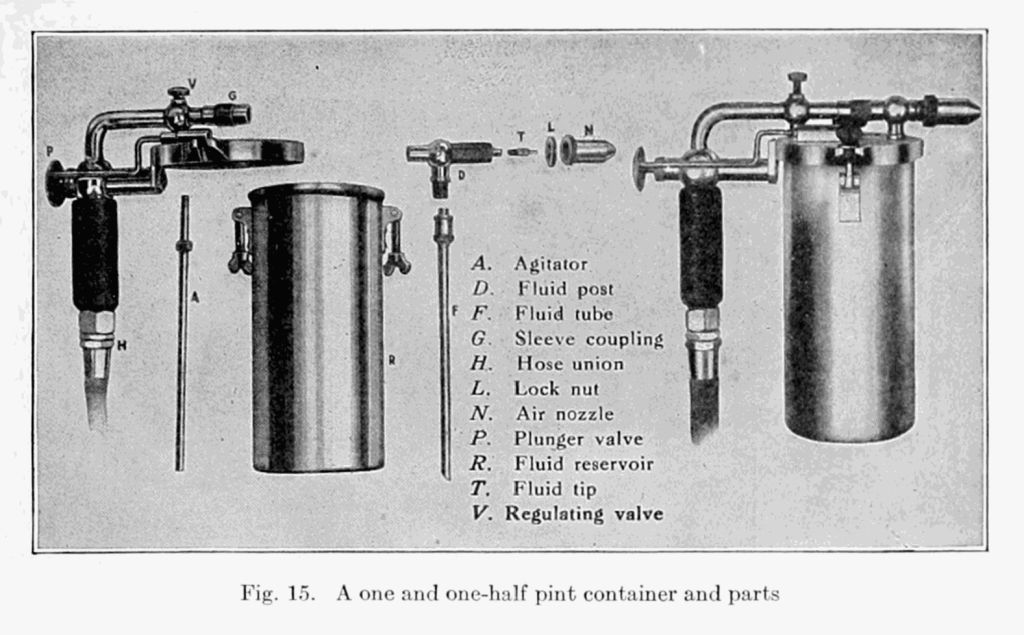 V
G
P
T
L
N
D
A
F
H
R
A. Agitator
D. Fluid post
F. Fluid tube
G. Sleeve coupling
H. Hose union
L. Lock nut
N. Air nozzle
P. Plunger valve
R. Fluid reservoir
T. Fluid tip
V. Regulating valve
Fig. 15. A one and one-half pint container and parts